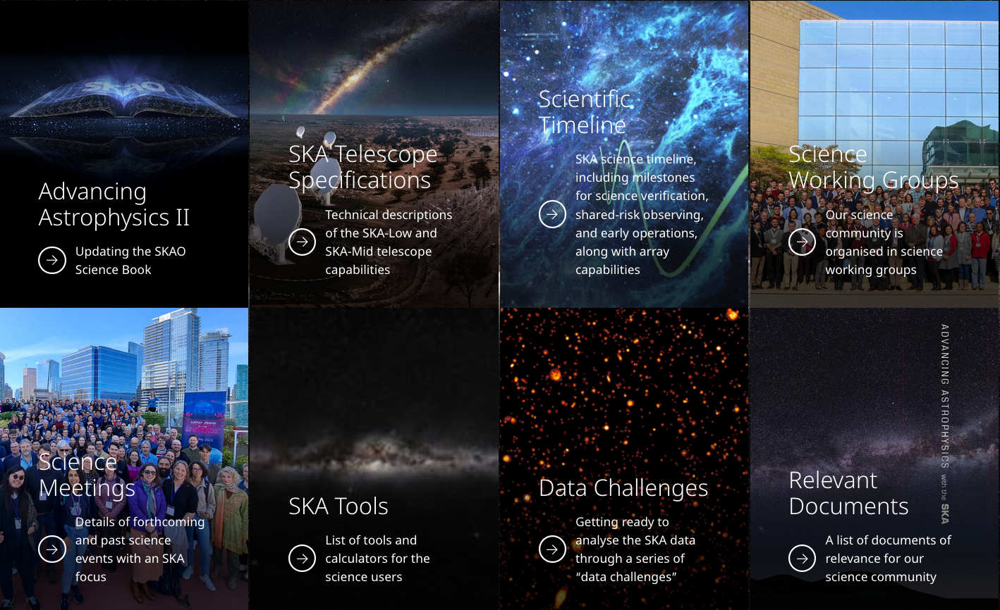 SKAO
Advancing
Astrophysics II
Updating the SKAO
Science Book
SKA Telescope
Specifications
Technical descriptions
of the SKA-Low and
SKA-Mid telescope
capabilities
Scientific
Timeline
SKA science timeline,
including milestones
for science verification,
shared-risk observing,
and early operations,
along with array
capabilities
Science
Working Groups
Our science
community is
organised in science
working groups
Science
Meetings
Details of forthcoming
and past science
events with an SKA
focus
SKA Tools
List of tools and
calculators for the
science users
Data Challenges
Getting ready to
analyse the SKA data
through a series of
“data challenges”
ADVANCING ASTROPHYSICS with the SKA
Relevant
Documents
A list of documents of
relevance for our
science community